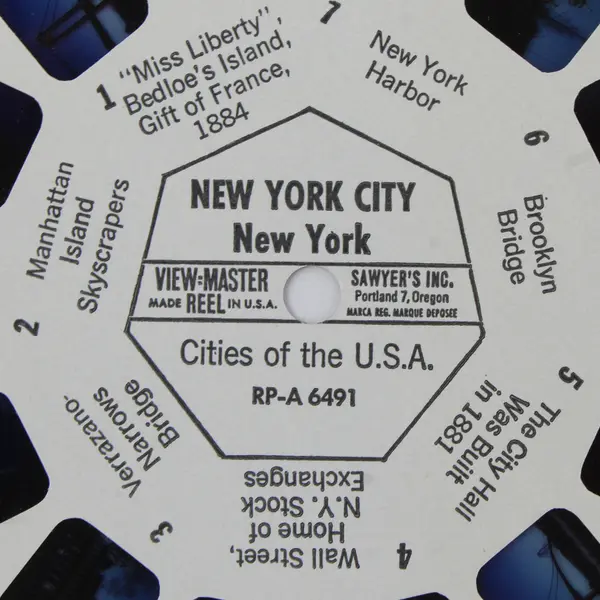 NEW YORK CITY
New York
VIEW-MASTER
MADE REEL IN U.S.A.
SAWYER'S INC.
Portland 7, Oregon
MARCA REG. MARQUE DEPOSEE
Cities of the U.S.A.
RP-A 6491
1
"Miss Liberty",
Bedloe's Island,
Gift of France,
1884
2
Manhattan
Island
Skyscrapers
3
Verrazano-
Narrows
Bridge
4
Wall Street,
Home of
N.Y. Stock
Exchanges
5
The City Hall
Was Built
in 1881
6
Brooklyn
Bridge
7
New York
Harbor